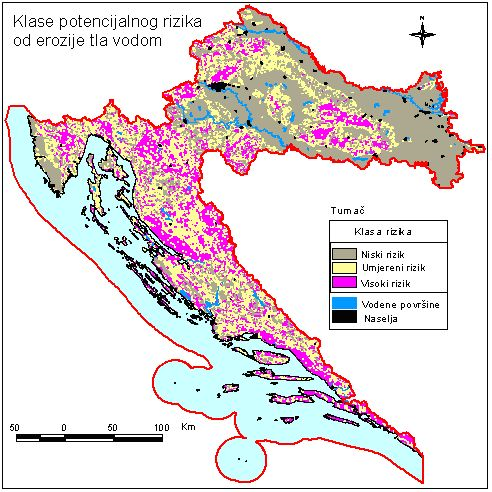 Klase potencijalnog rizika
od erozije tla vodom
N
Tumač
Klasa rizika
Niski rizik
Umjereni rizik
Visoki rizik
Vodene površine
Naselja
50 0 50 100 Km